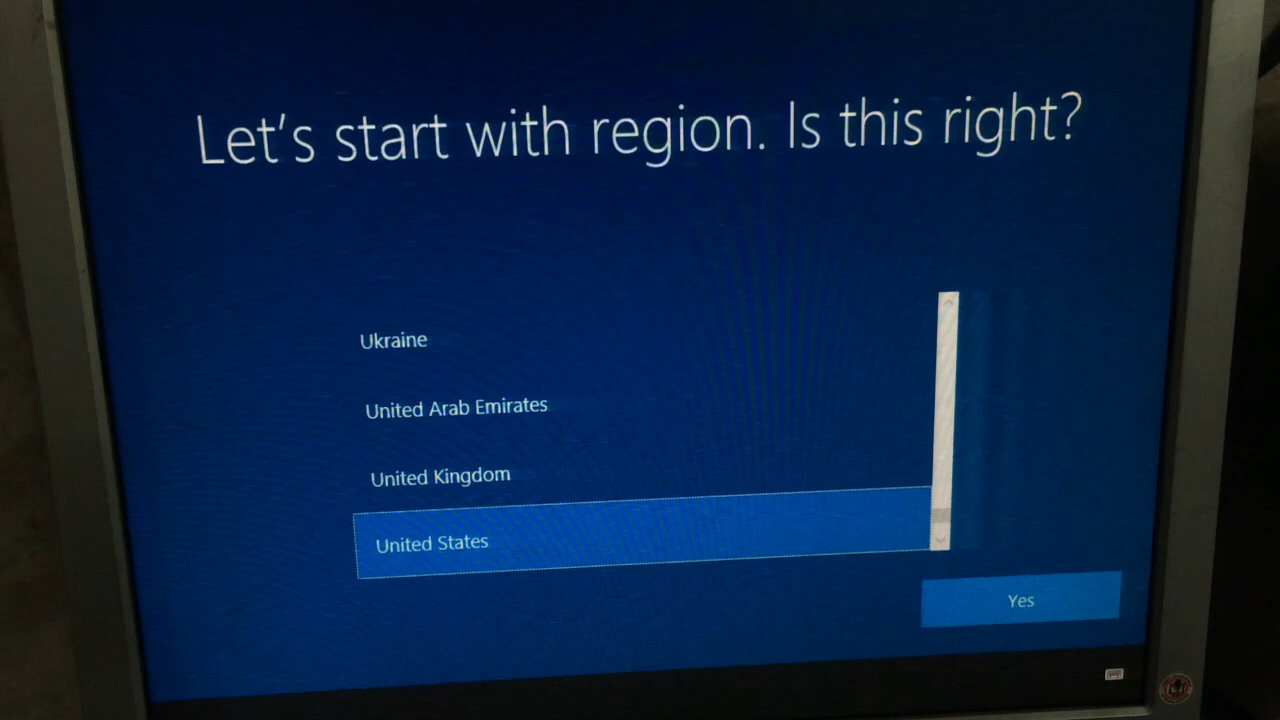 Let's start with region. Is this right?
Ukraine
United Arab Emirates
United Kingdom
United States
Yes